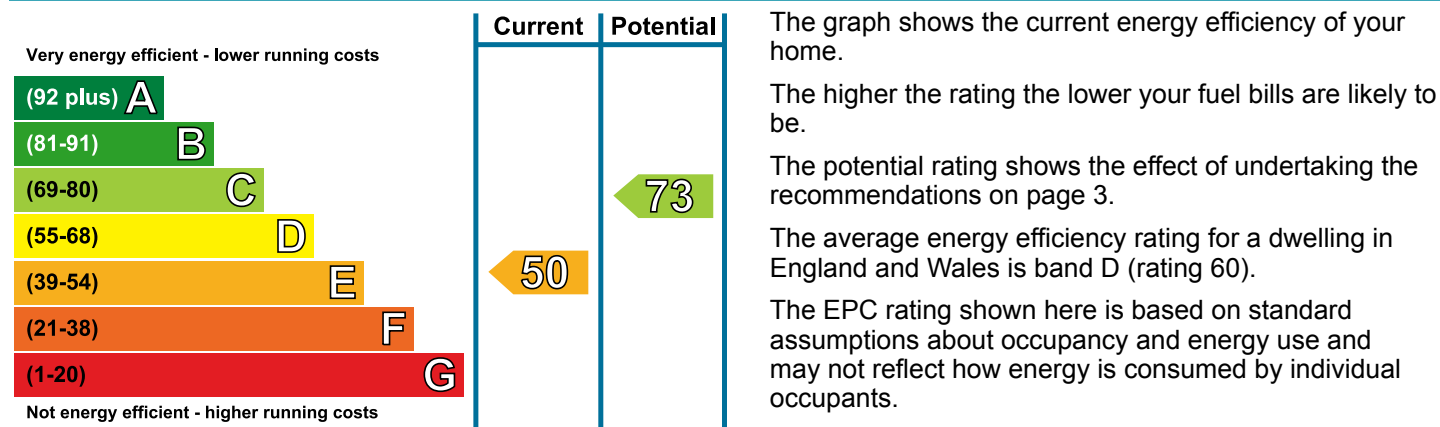 Current Potential
Very energy efficient - lower running costs
(92 plus) A
(81-91) B
(69-80) C
(55-68) D
(39-54) E
(21-38) F
(1-20) G
Not energy efficient - higher running costs
73
50
The graph shows the current energy efficiency of your
home.
The higher the rating the lower your fuel bills are likely to
be.
The potential rating shows the effect of undertaking the
recommendations on page 3.
The average energy efficiency rating for a dwelling in
England and Wales is band D (rating 60).
The EPC rating shown here is based on standard
assumptions about occupancy and energy use and
may not reflect how energy is consumed by individual
occupants.